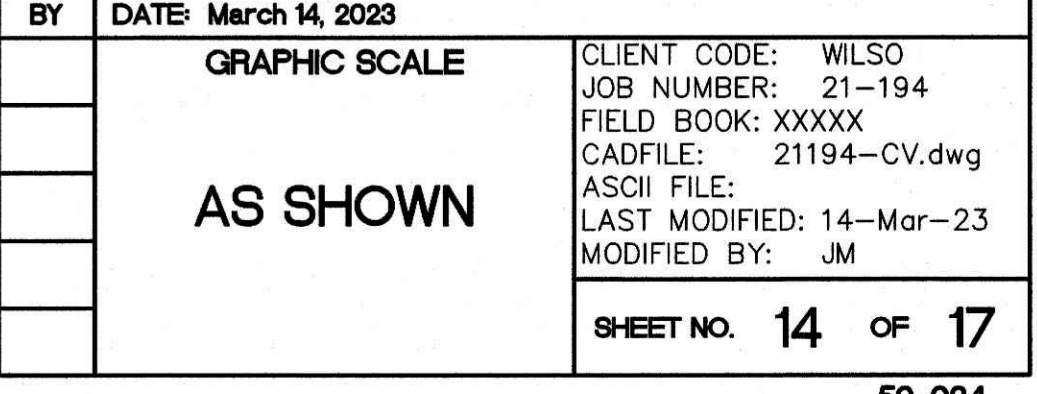 BY DATE: March 14, 2023
GRAPHIC SCALE
AS SHOWN
CLIENT CODE: WILSO
JOB NUMBER: 21-194
FIELD BOOK: XXXXX
CADFILE: 21194-CV.dwg
ASCII FILE:
LAST MODIFIED: 14-Mar-23
MODIFIED BY: JM
SHEET NO. 14 OF 17